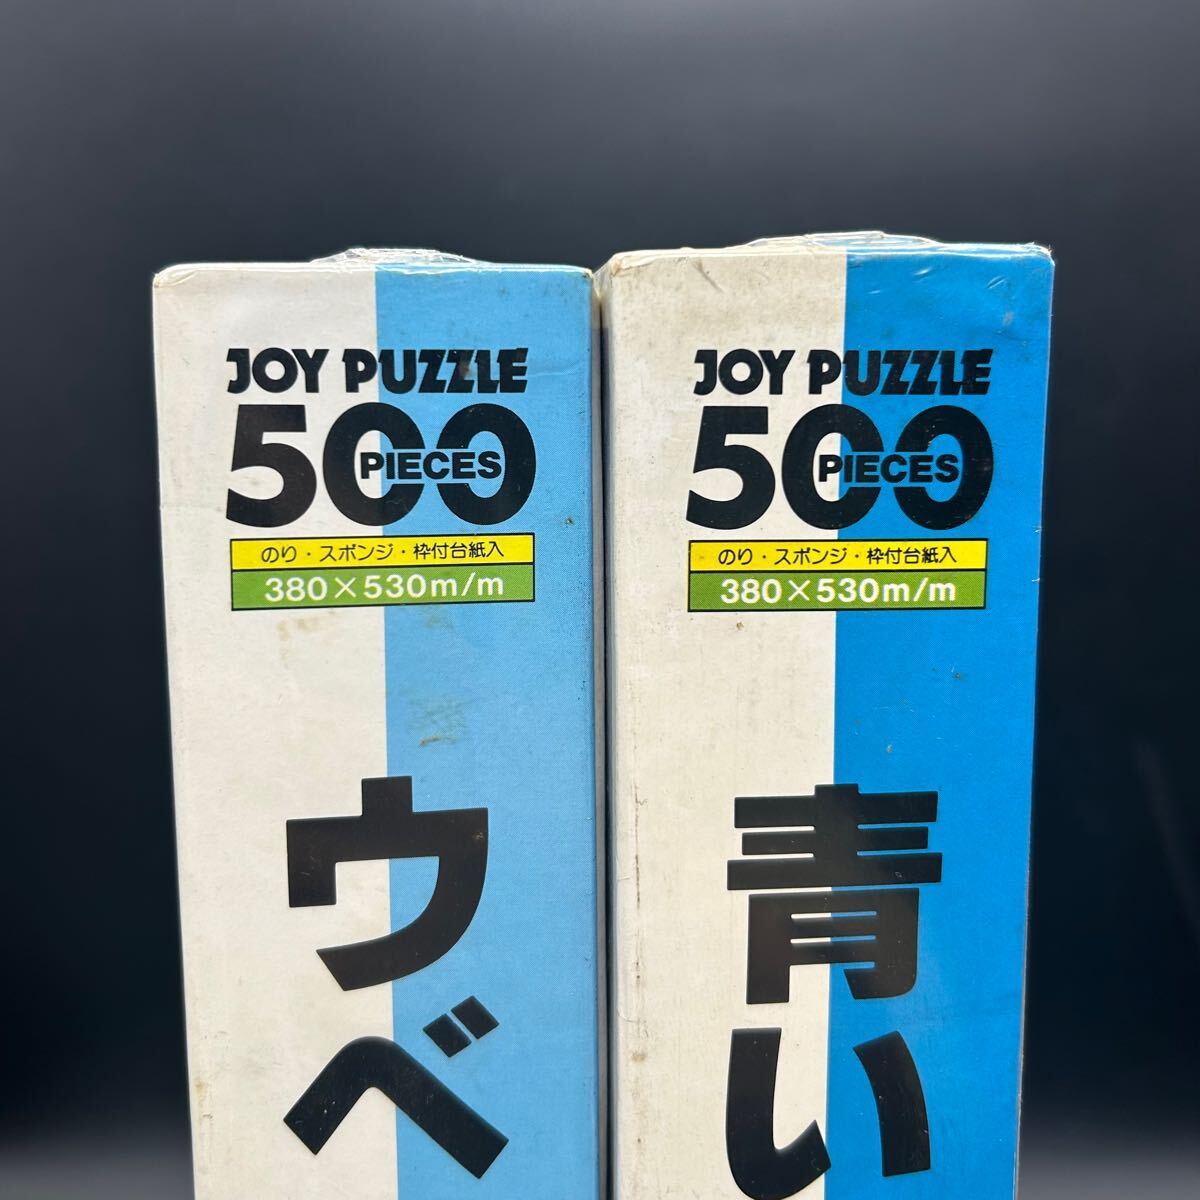 JOY PUZZLE
500
PIECES
のり・スポンジ・枠付台紙入
380×530m/m
ウベ
JOY PUZZLE
500
PIECES
のり・スポンジ・枠付台紙入
380×530m/m
青い